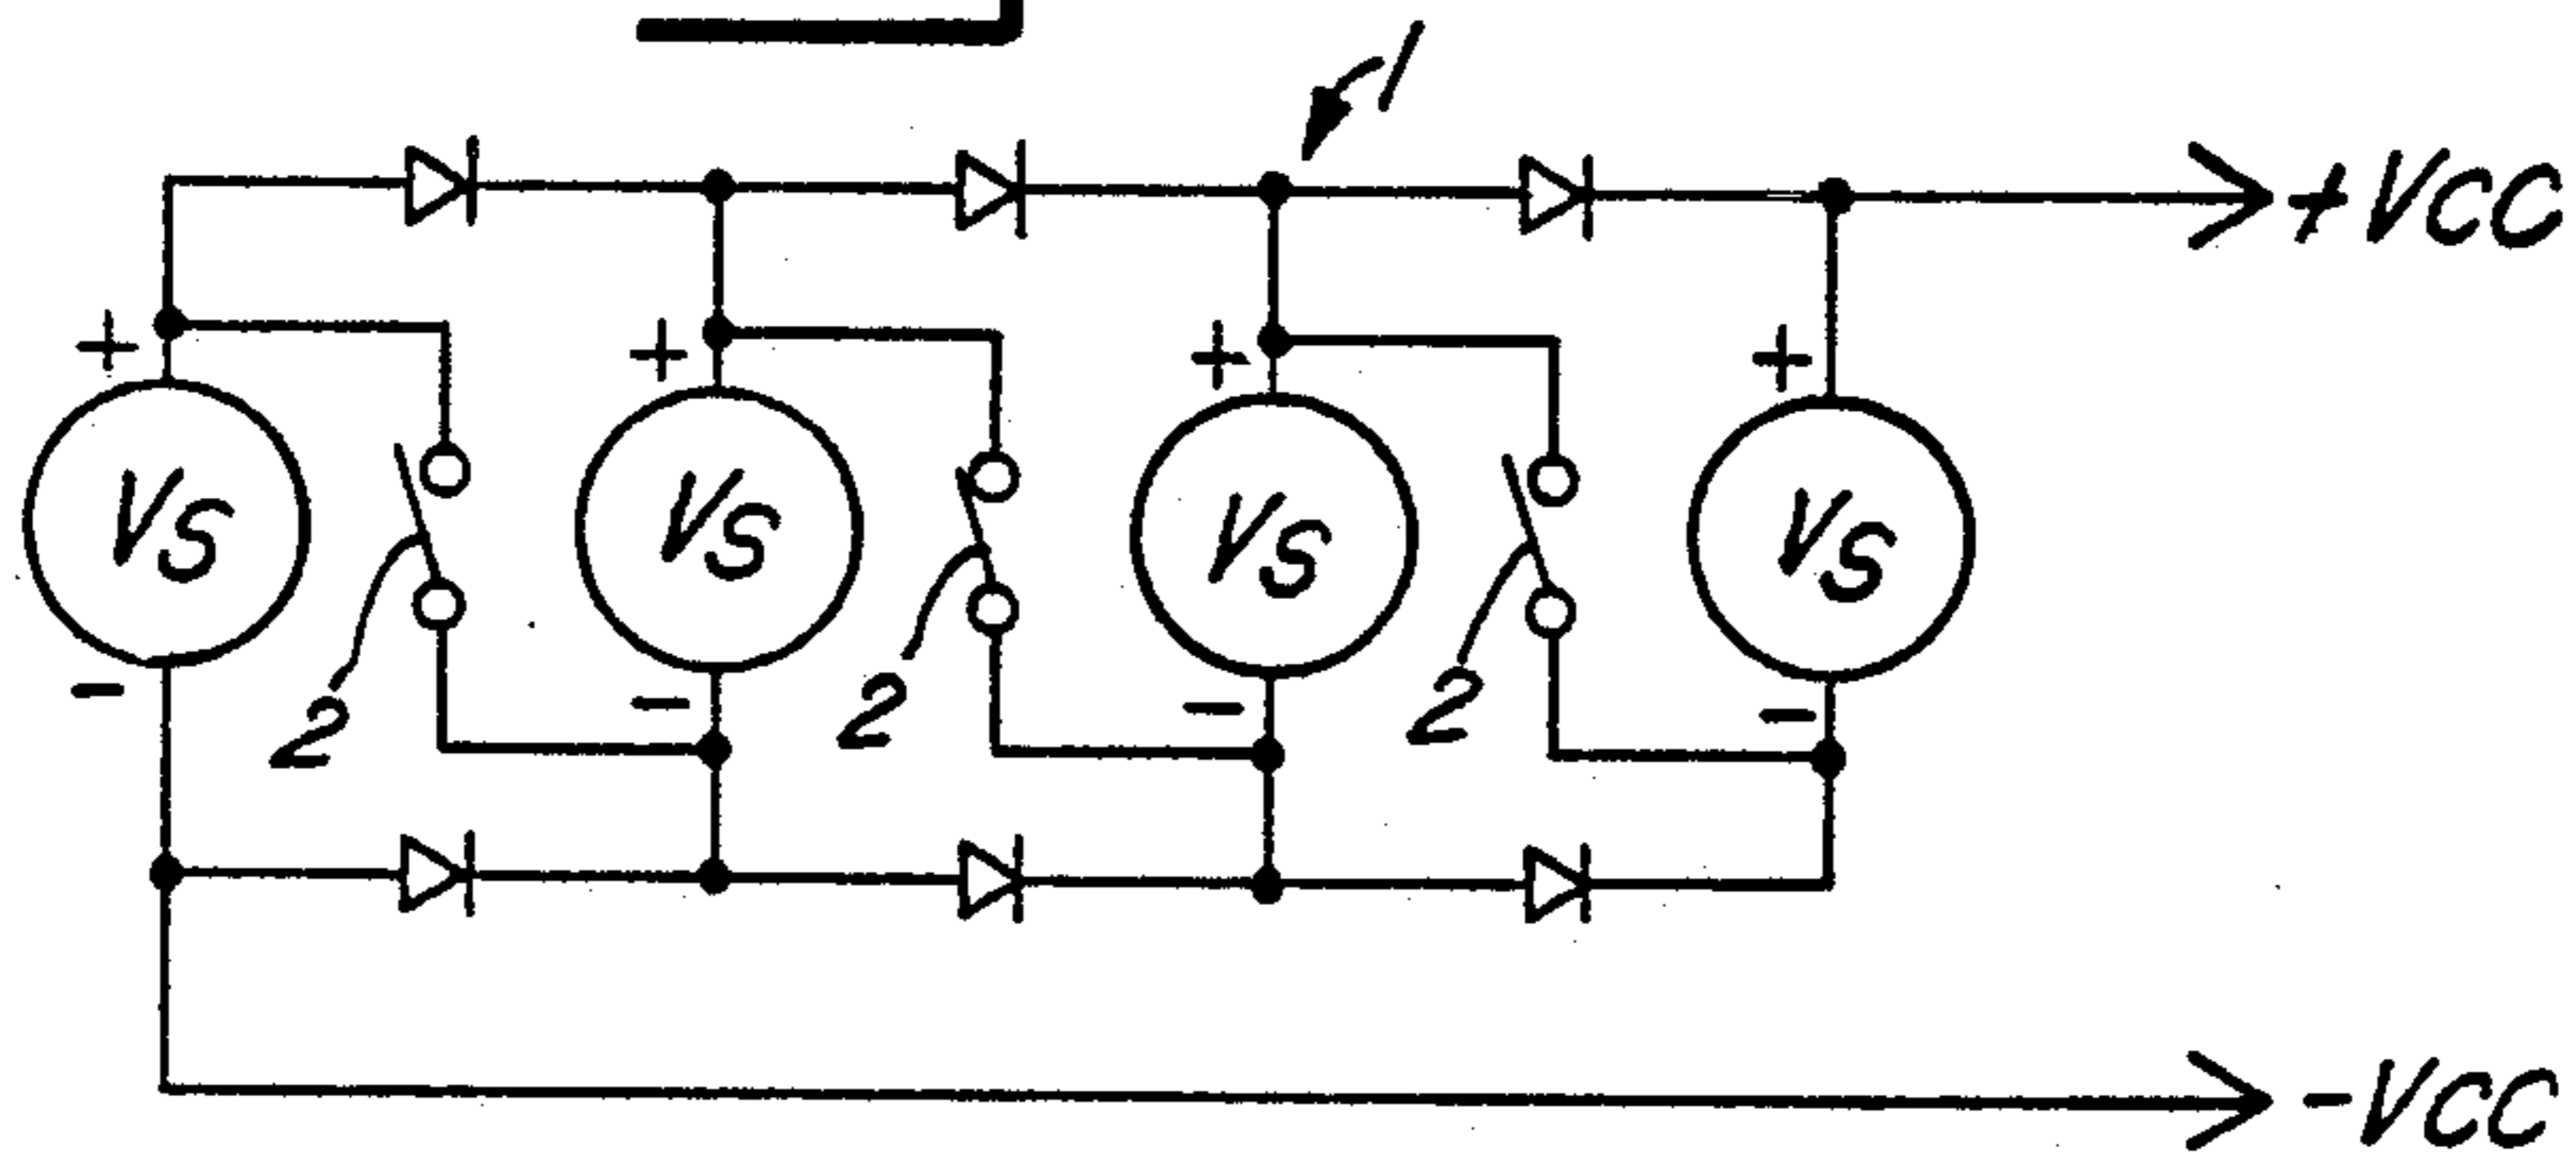 1
+VCC
+ + + +
VS VS VS VS
- 2 - 2 - 2 -
-VCC